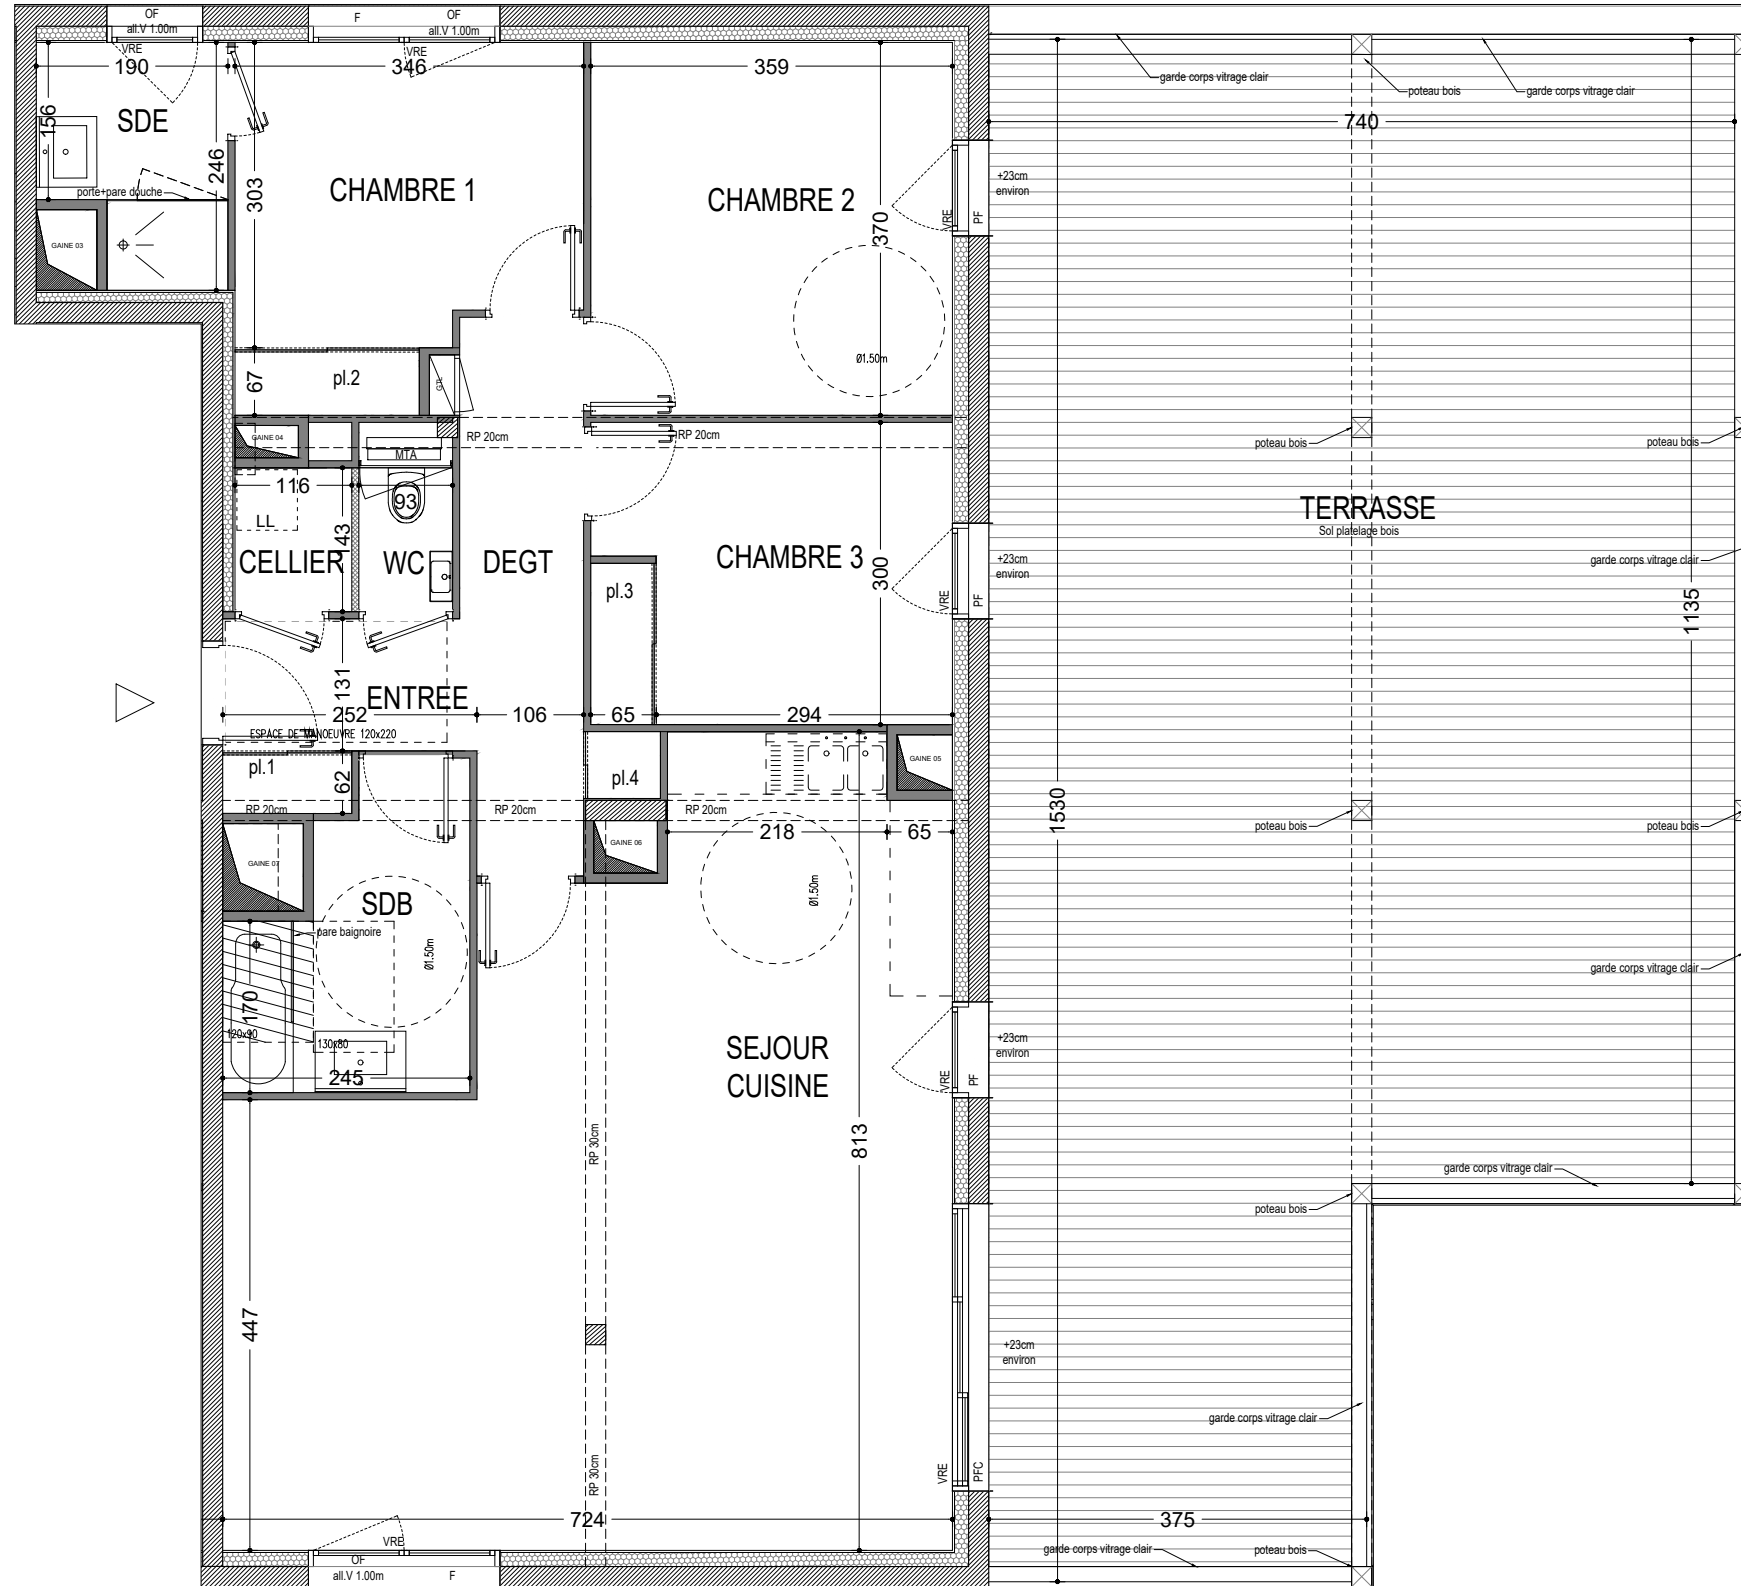 OF
all.V 1.00m
F
OF
all.V 1.00m
VRE
VRE
190
346
359
garde corps vitrage clair
poteau bois
garde corps vitrage clair
740
156
SDE
246
303
CHAMBRE 1
CHAMBRE 2
370
VRE
PF
+23cm
environ
porte+pare douche
GAINE 03
Ø1.50m
67
pl.2
GTL
GAINE 04
RP 20cm
RP 20cm
MTA
poteau bois
poteau bois
116
93
LL
143
CELLIER
WC
DEGT
CHAMBRE 3
300
pl.3
VRE
PF
+23cm
environ
TERRASSE
Sol platelage bois
garde corps vitrage clair
1135
131
ENTREE
252
106
65
294
ESPACE DE MANOEUVRE 120x220
pl.1
62
pl.4
GAINE 05
RP 20cm
RP 20cm
RP 20cm
1530
poteau bois
poteau bois
218
65
GAINE 06
GAINE 07
SDB
Ø1.50m
pare baignoire
Ø1.50m
garde corps vitrage clair
170
120x90
130x80
245
SEJOUR
CUISINE
+23cm
environ
VRE
PF
813
RP 30cm
garde corps vitrage clair
poteau bois
447
+23cm
environ
garde corps vitrage clair
RP 30cm
VRE
PFC
724
375
VRE
OF
all.V 1.00m
F
garde corps vitrage clair
poteau bois